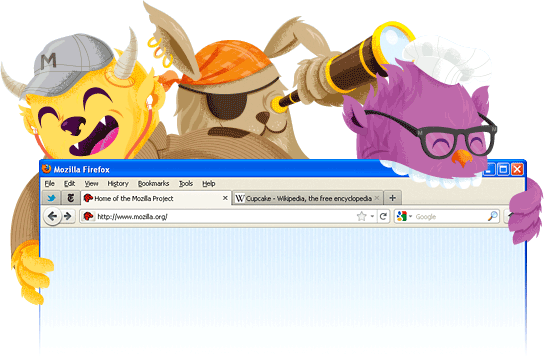 M
Mozilla Firefox
File Edit View History Bookmarks Tools Help
Home of the Mozilla Project Cupcake - Wikipedia, the free encyclopedia
http://www.mozilla.org/ Google